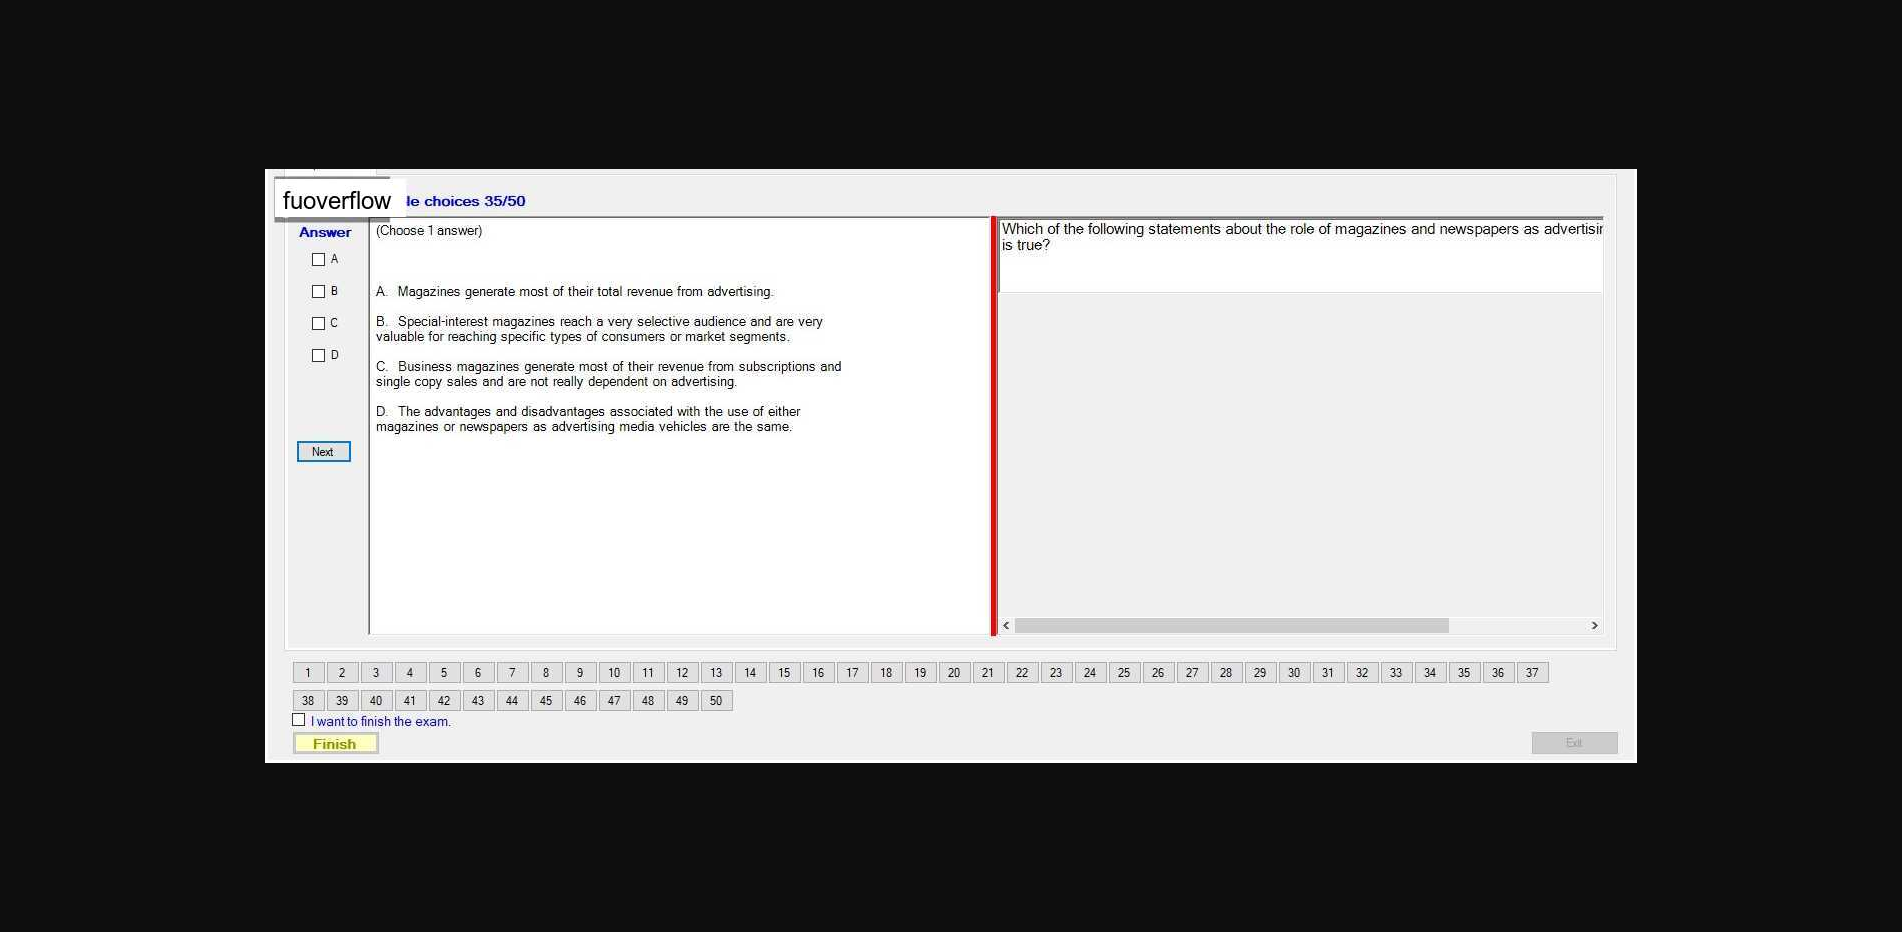 fuoverflow
le choices 35/50
Answer
A
B
C
D
Next
(Choose 1 answer)
A. Magazines generate most of their total revenue from advertising.
B. Special-interest magazines reach a very selective audience and are very
valuable for reaching specific types of consumers or market segments.
C. Business magazines generate most of their revenue from subscriptions and
single copy sales and are not really dependent on advertising.
D. The advantages and disadvantages associated with the use of either
magazines or newspapers as advertising media vehicles are the same.
Which of the following statements about the role of magazines and newspapers as advertisin
is true?
1 2 3 4 5 6 7 8 9 10 11 12 13 14 15 16 17 18 19 20 21 22 23 24 25 26 27 28 29 30 31 32 33 34 35 36 37
38 39 40 41 42 43 44 45 46 47 48 49 50
I want to finish the exam.
Finish
Exit